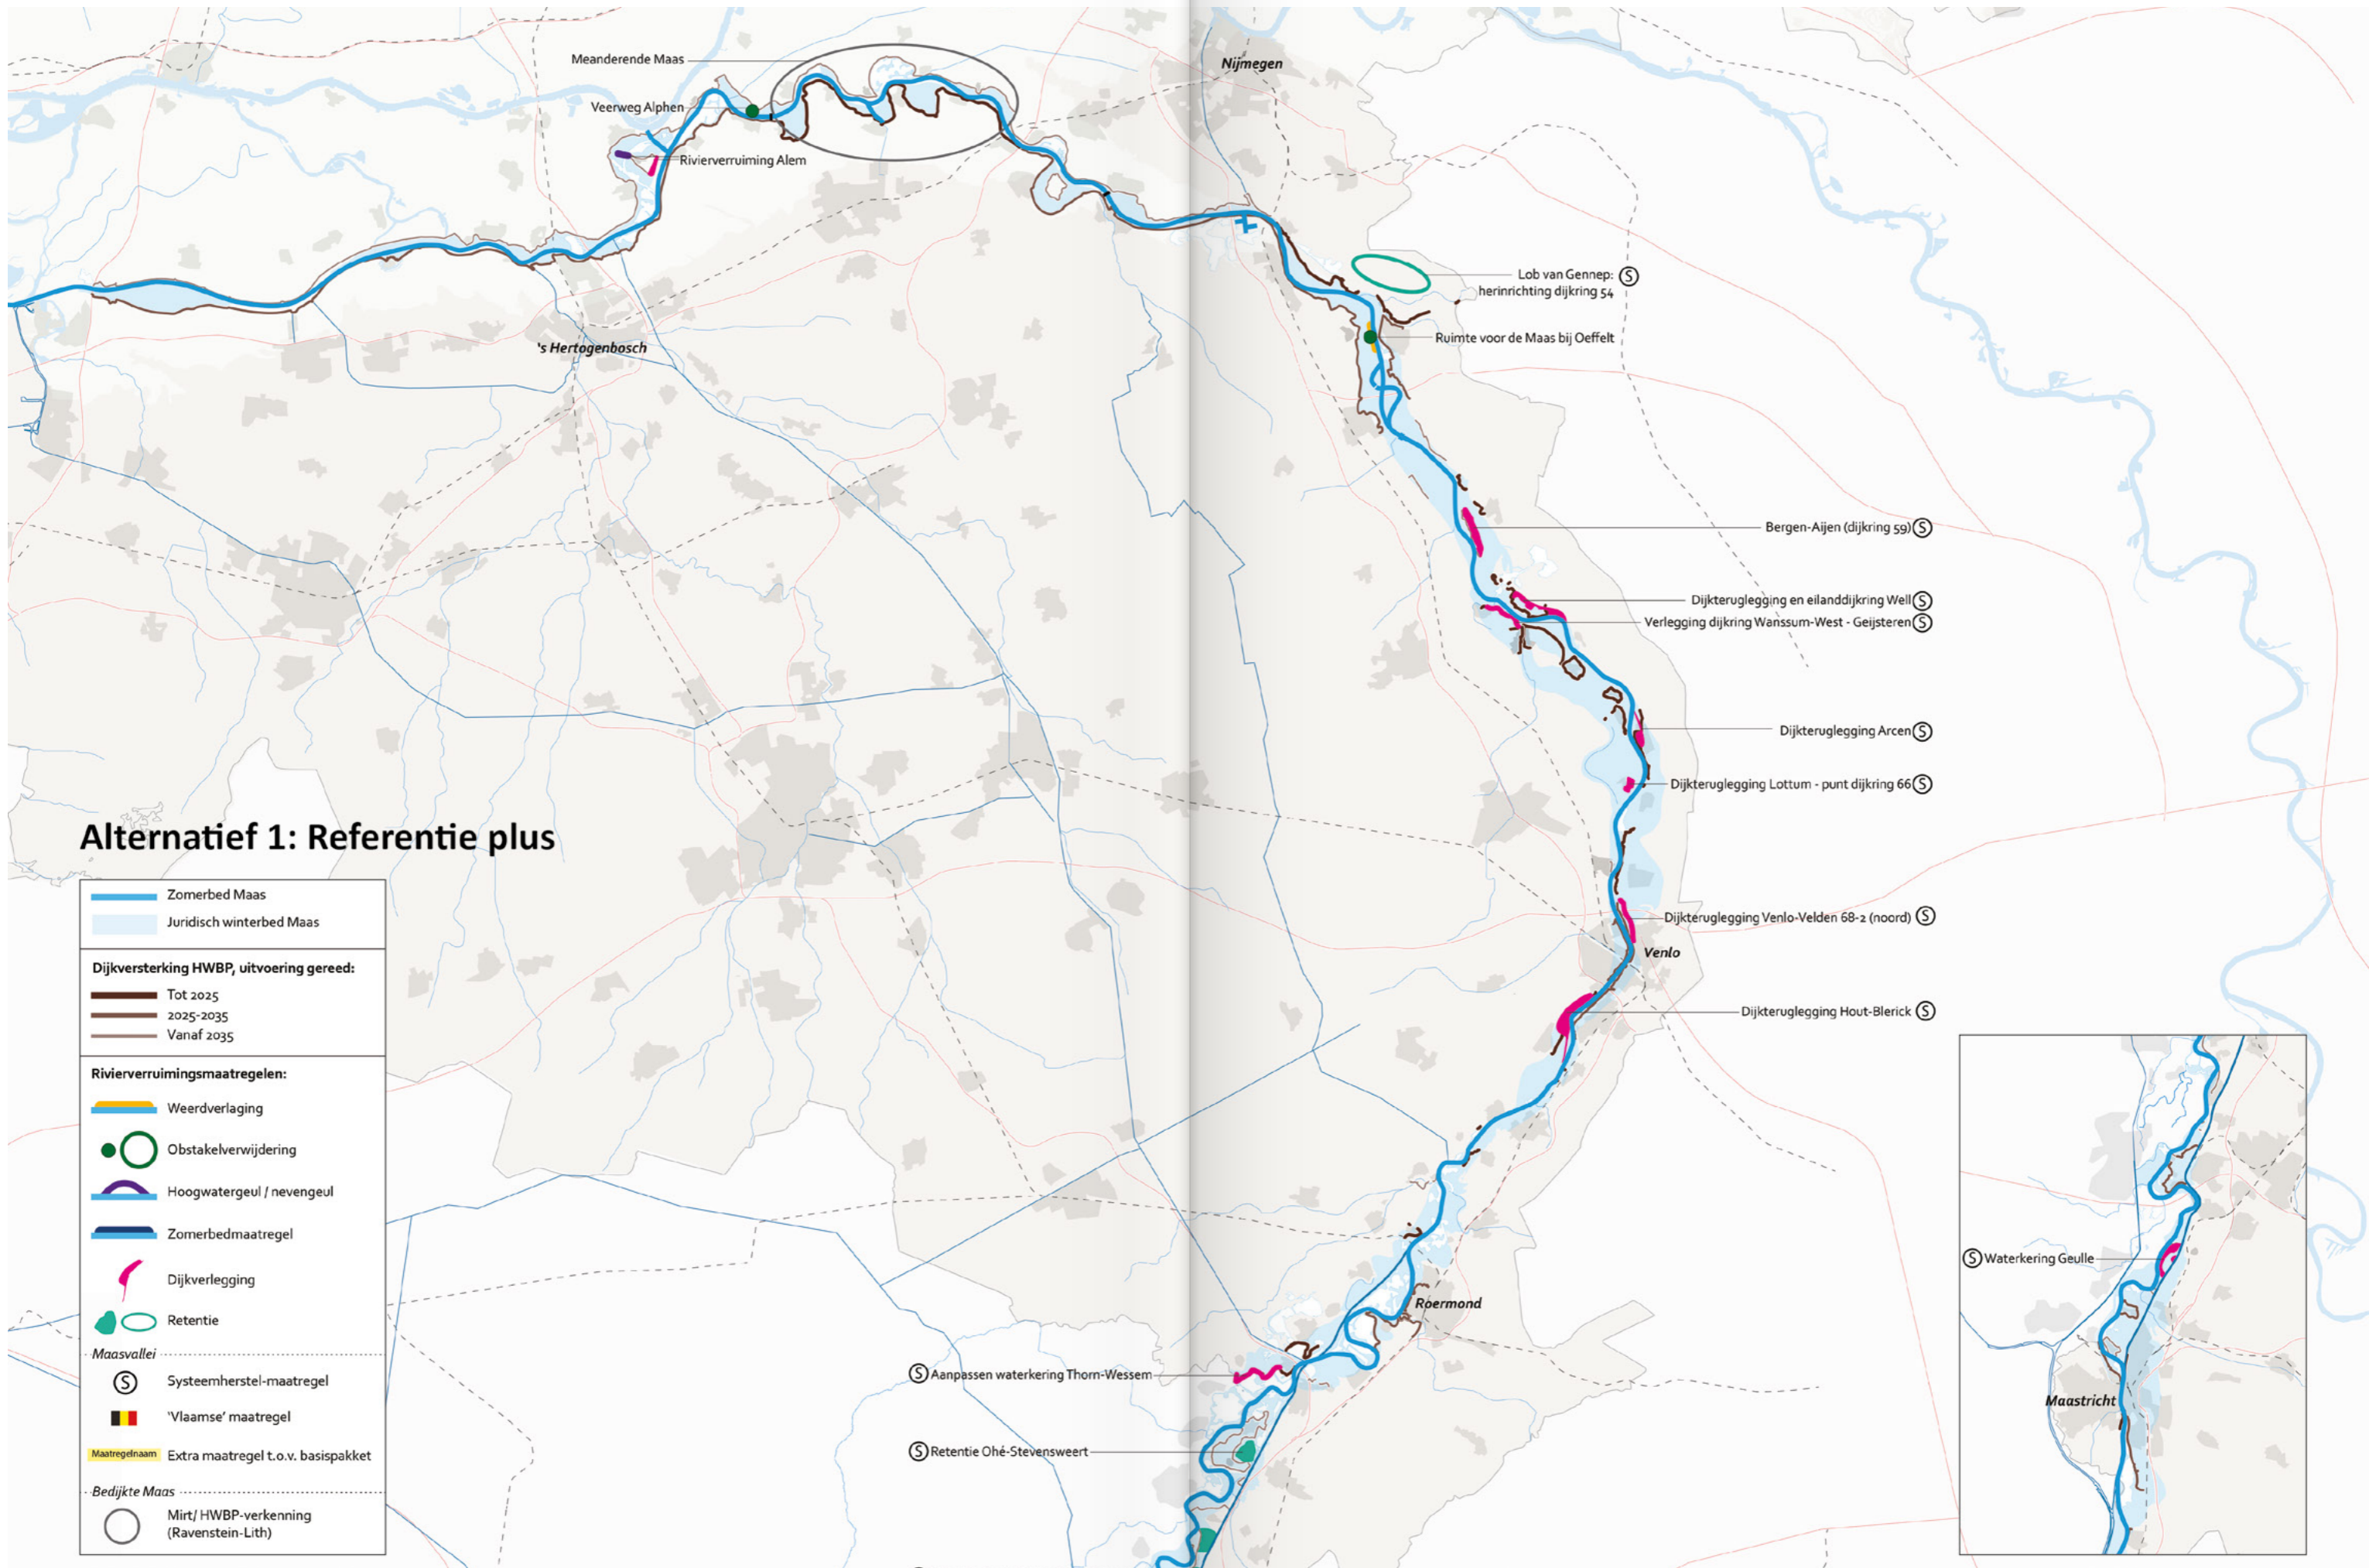 Meanderende Maas
Nijmegen
Veerweg Alphen
Rivierverruiming Alem
Lob van Gennep: Ⓢ
herinrichting dijkring 54
Ruimte voor de Maas bij Oeffelt
's Hertogenbosch
Bergen-Aijen (dijkring 59) Ⓢ
Dijkteruglegging en eilanddijkring Well Ⓢ
Verlegging dijkring Wanssum-West - Geijsteren Ⓢ
Dijkteruglegging Arcen Ⓢ
Dijkteruglegging Lottum - punt dijkring 66 Ⓢ
Dijkteruglegging Venlo-Velden 68-2 (noord) Ⓢ
Venlo
Dijkteruglegging Hout-Blerick Ⓢ
Roermond
Ⓢ Aanpassen waterkering Thorn-Wessem
Ⓢ Retentie Ohé-Stevensweert
Ⓢ Waterkering Geulle
Maastricht
Alternatief 1: Referentie plus
Zomerbed Maas
Juridisch winterbed Maas
Dijkversterking HWBP, uitvoering gereed:
Tot 2025
2025-2035
Vanaf 2035
Rivierverruimingsmaatregelen:
Weerdverlaging
Obstakelverwijdering
Hoogwatergeul / nevengeul
Zomerbedmaatregel
Dijkverlegging
Retentie
Maasvallei
Ⓢ Systeemherstel-maatregel
'Vlaamse' maatregel
Maatregelnaam Extra maatregel t.o.v. basispakket
Bedijkte Maas
Mirt/ HWBP-verkenning
(Ravenstein-Lith)